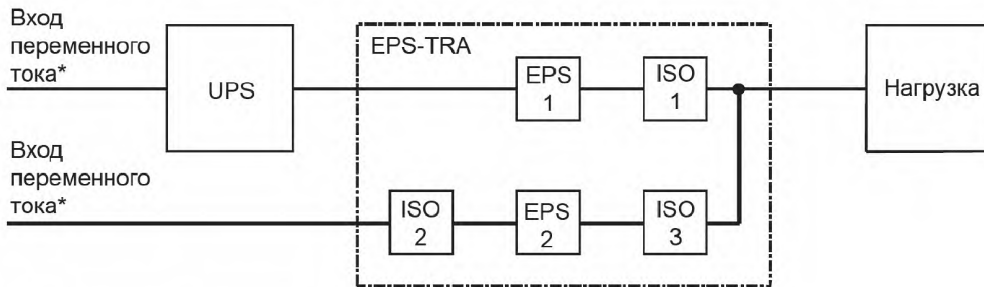 Вход
переменного
тока*
UPS
EPS-TRA
EPS
1
ISO
1
Нагрузка
Вход
переменного
тока*
ISO
2
EPS
2
ISO
3